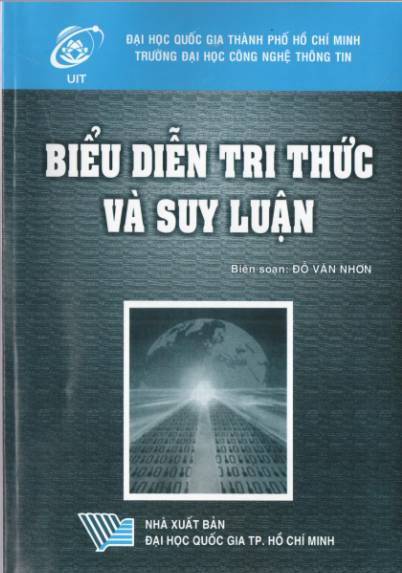 ĐẠI HỌC QUỐC GIA THÀNH PHỐ HỒ CHÍ MINH
TRƯỜNG ĐẠI HỌC CÔNG NGHỆ THÔNG TIN
UIT
BIỂU DIỄN TRI THỨC
VÀ SUY LUẬN
Biên soạn: ĐỖ VĂN NHƠN
NHÀ XUẤT BẢN
ĐẠI HỌC QUỐC GIA TP. HỒ CHÍ MINH